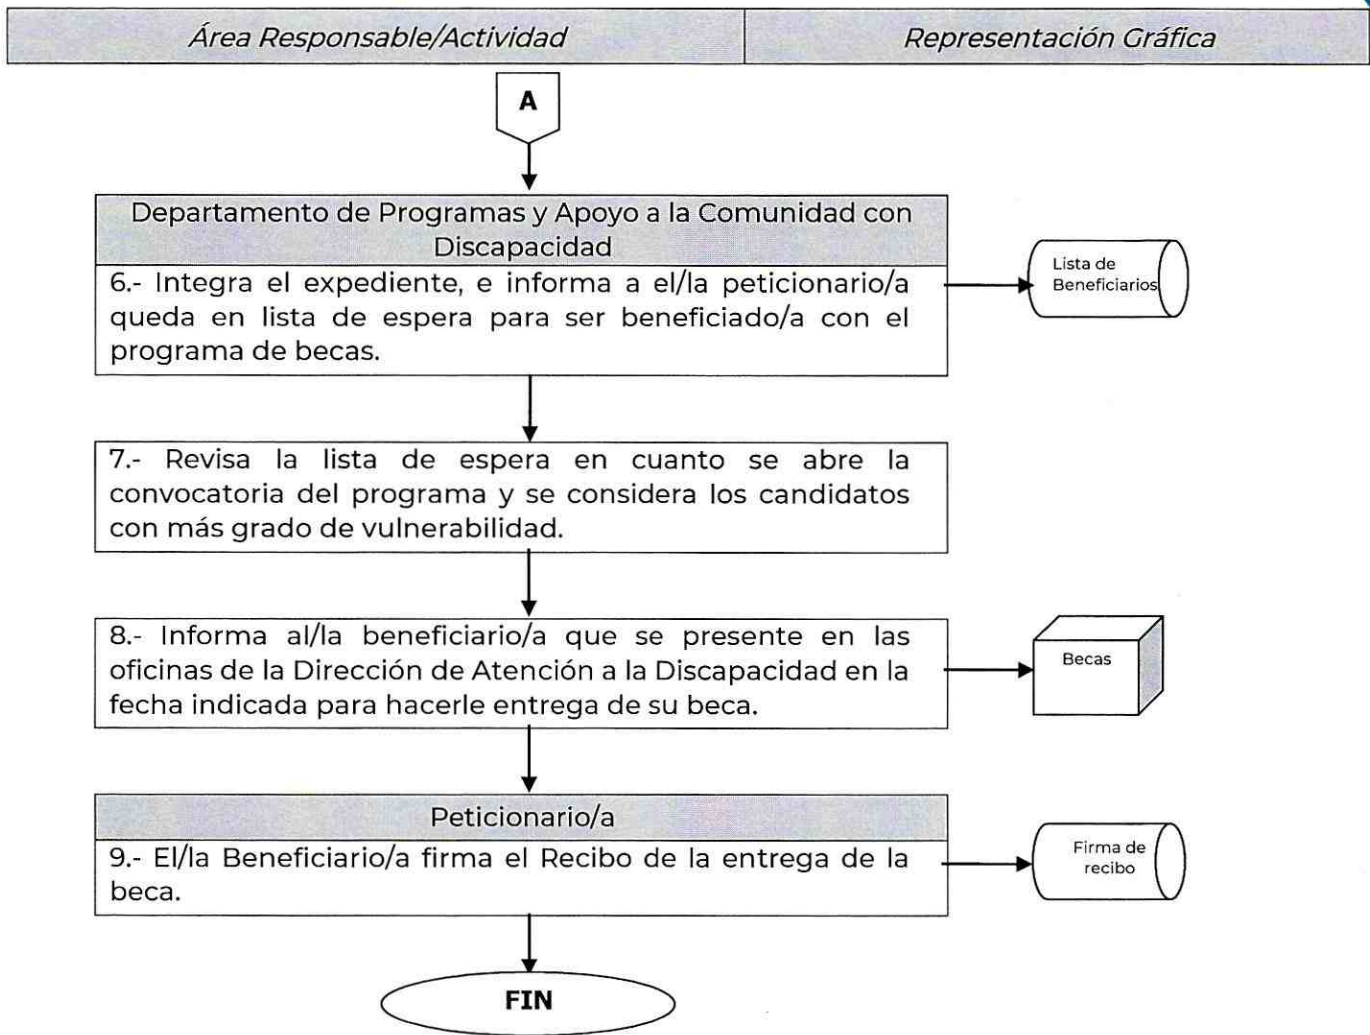 Área Responsable/Actividad
Representación Gráfica
A
Departamento de Programas y Apoyo a la Comunidad con
Discapacidad
6.- Integra el expediente, e informa a el/la peticionario/a
queda en lista de espera para ser beneficiado/a con el
programa de becas.
Lista de
Beneficiarios
7.- Revisa la lista de espera en cuanto se abre la
convocatoria del programa y se considera los candidatos
con más grado de vulnerabilidad.
8.- Informa al/la beneficiario/a que se presente en las
oficinas de la Dirección de Atención a la Discapacidad en la
fecha indicada para hacerle entrega de su beca.
Becas
Peticionario/a
9.- El/la Beneficiario/a firma el Recibo de la entrega de la
beca.
Firma de
recibo
FIN